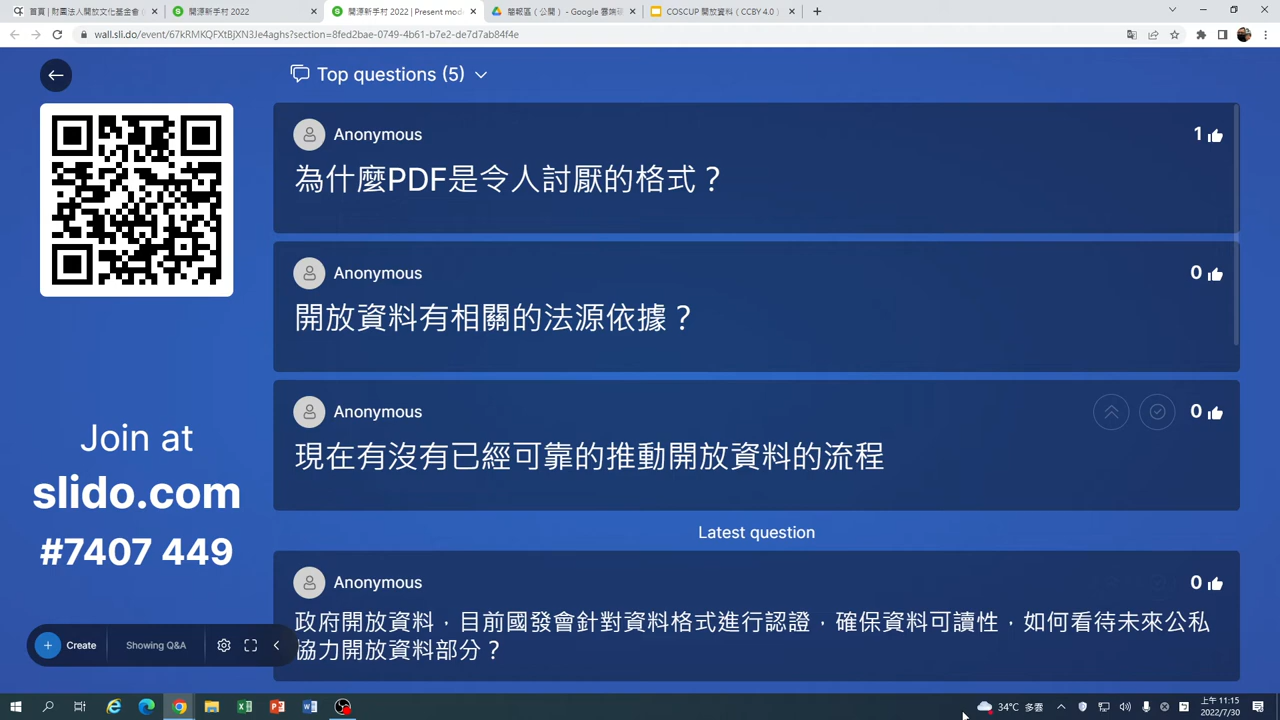 首頁 | 財團法人開放文化基金會 (
開源新手村 2022
開源新手村 2022 | Present mode
簡報區（公開） - Google 雲端硬
COSCUP 開放資料（CCBY 4.0）
wall.sli.do/event/67kRMKQFXtBjXN3Je4aghs?section=8fed2bae-0749-4b61-b7e2-de7d7ab84f4e
Top questions (5)
Anonymous
1
為什麼PDF是令人討厭的格式？
Anonymous
0
開放資料有相關的法源依據？
Anonymous
0
現在有沒有已經可靠的推動開放資料的流程
Latest question
Anonymous
0
政府開放資料，目前國發會針對資料格式進行認證，確保資料可讀性，如何看待未來公私
協力開放資料部分？
Join at
slido.com
#7407 449
Create
Showing Q&A
34°C 多雲
上午 11:15
2022/7/30